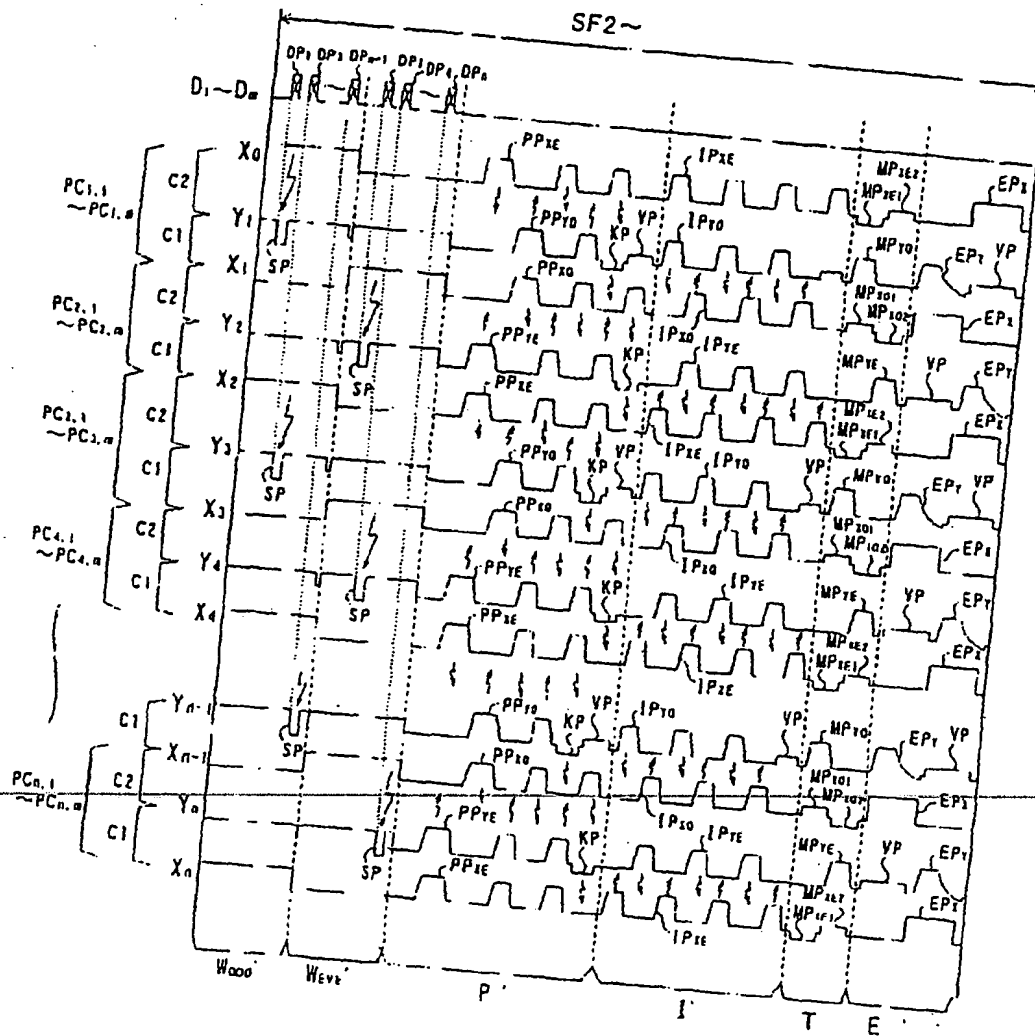 SF2~
DP2 DP3 DPn-1 DP3 DP4 DPn
D1~Dm
X0 PPXE IPXE MPXE2 MPXE1 EPX
PC1,1 ~PC1,m C2
Y1 SP PPYO KP VP IPYO MPYO EPY VP
C1
X1 PPXO IPXO MPXO1 MPXO2 EPX
PC2,1 ~PC2,m C2
Y2 SP PPYE KP IPYE MPYE VP EPY
C1
X2 PPXE IPXE MPXE2 MPXE1 EPX
PC3,1 ~PC3,m C2
Y3 SP PPYO KP VP IPYO VP MPYO EPY VP
C1
X3 PPXO IPXO MPXO1 EPX
PC4,1 ~PC4,m C2
Y4 SP PPYE KP IPYE MPYE VP EPY
C1
X4 PPXE IPXE MPXE2 MPXE1 EPX
Yn-1 SP PPYO KP VP IPYO VP MPYO EPY VP
C1
Xn-1 PPXO IPXO MPXO1 MPXO2 EPX
PCn,1 ~PCn,m C2
Yn SP PPYE KP IPYE MPYE VP EPY
C1
Xn PPXE IPXE MPXE2 MPXE1 EPX
WODD' WEVE' P' I' T E'